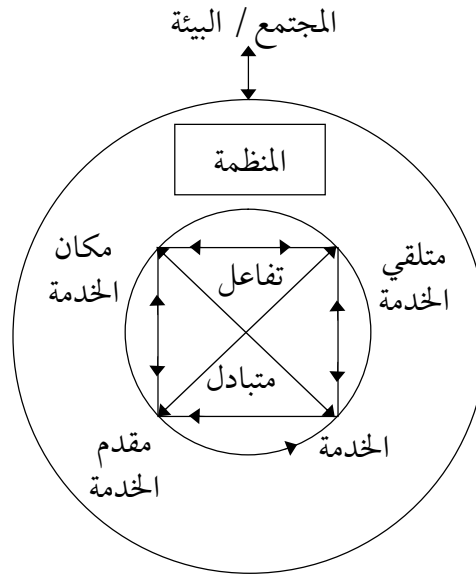 المجتمع / البيئة
المنظمة
متلقي
الخدمة
مكان
الخدمة
تفاعل
متبادل
الخدمة
مقدم
الخدمة